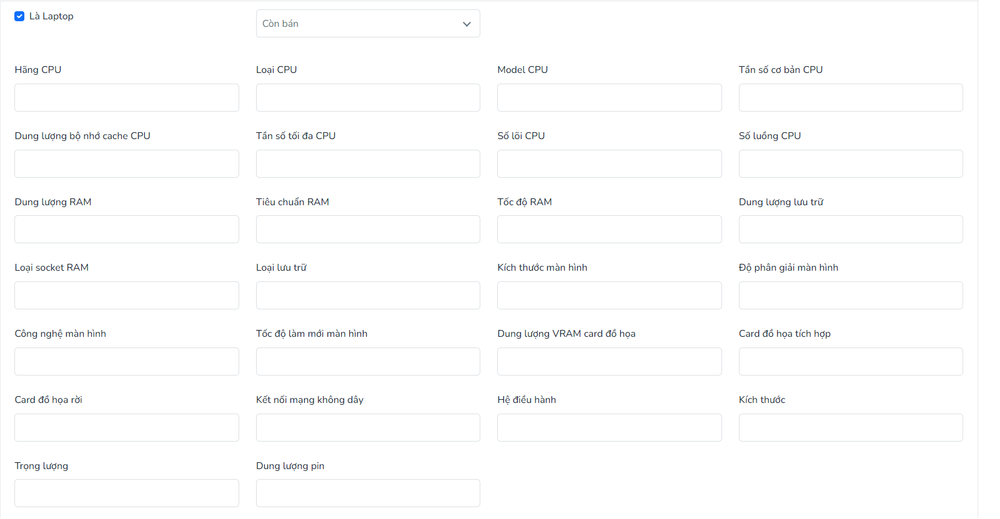 Là Laptop
Còn bán
Hãng CPU
Loại CPU
Model CPU
Tần số cơ bản CPU
Dung lượng bộ nhớ cache CPU
Tần số tối đa CPU
Số lõi CPU
Số luồng CPU
Dung lượng RAM
Tiêu chuẩn RAM
Tốc độ RAM
Dung lượng lưu trữ
Loại socket RAM
Loại lưu trữ
Kích thước màn hình
Độ phân giải màn hình
Công nghệ màn hình
Tốc độ làm mới màn hình
Dung lượng VRAM card đồ họa
Card đồ họa tích hợp
Card đồ họa rời
Kết nối mạng không dây
Hệ điều hành
Kích thước
Trọng lượng
Dung lượng pin